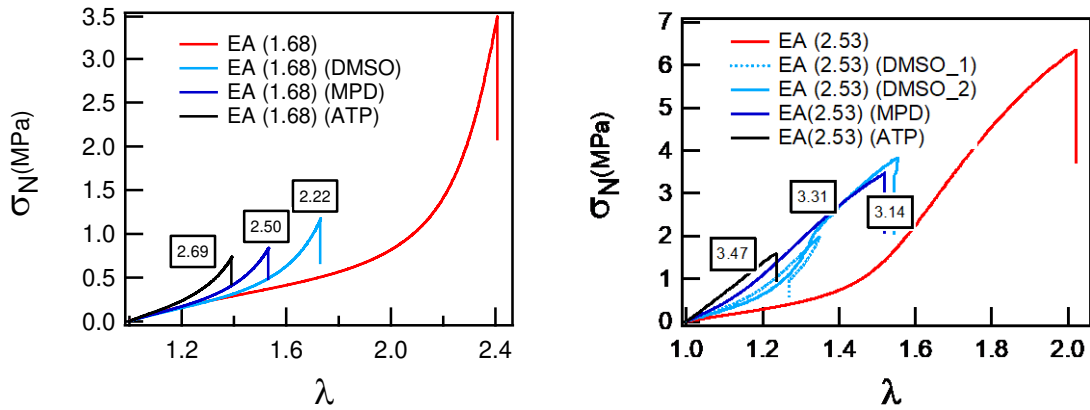 3.5
3.0
2.5
2.0
1.5
1.0
0.5
0.0
σN(MPa)
EA (1.68)
EA (1.68) (DMSO)
EA (1.68) (MPD)
EA (1.68) (ATP)
2.22
2.50
2.69
1.2
1.6
2.0
2.4
λ
7
6
5
4
3
2
1
0
σN(MPa)
EA (2.53)
EA (2.53) (DMSO_1)
EA (2.53) (DMSO_2)
EA(2.53) (MPD)
EA(2.53) (ATP)
3.31
3.14
3.47
1.0
1.2
1.4
1.6
1.8
2.0
λ